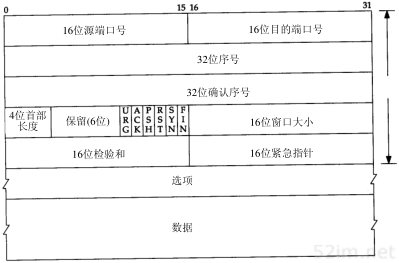 0 15 16 31
16位源端口号 16位目的端口号
32位序号
32位确认序号
4位首部长度 保留(6位) URG ACK PSH RST SYN FIN 16位窗口大小
16位检验和 16位紧急指针
选项
数据
52im.net